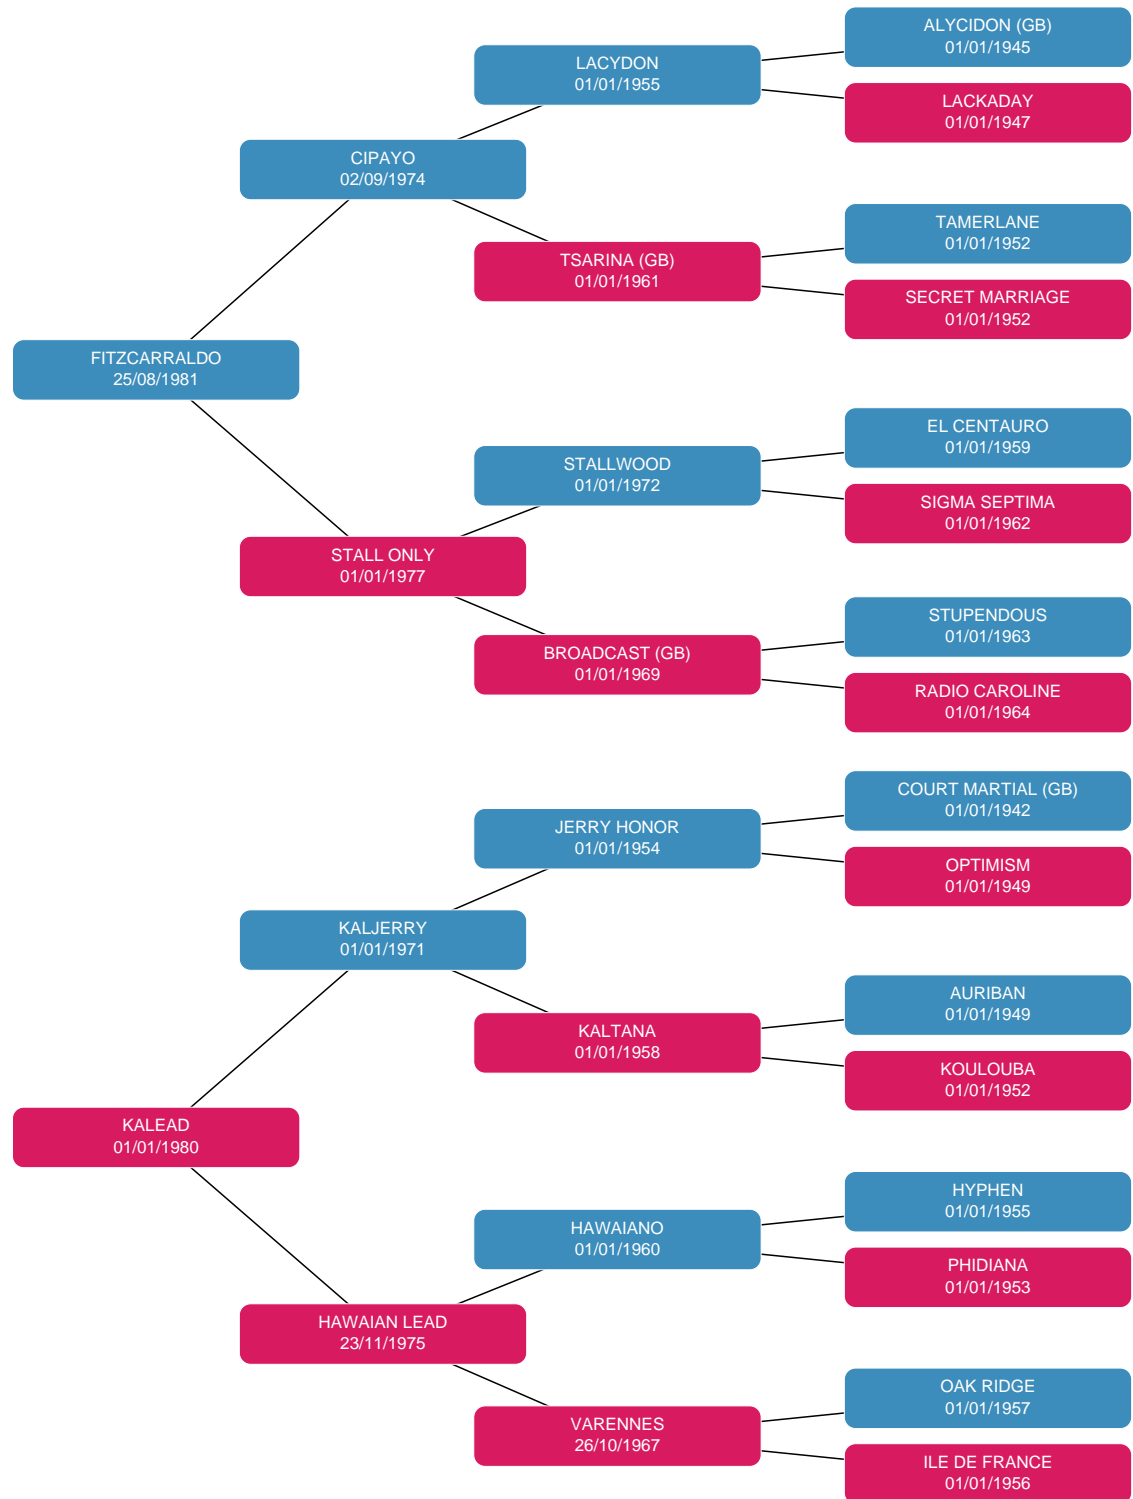 ALYCIDON (GB)
01/01/1945
LACYDON
01/01/1955
LACKADAY
01/01/1947
CIPAYO
02/09/1974
TAMERLANE
01/01/1952
TSARINA (GB)
01/01/1961
SECRET MARRIAGE
01/01/1952
FITZCARRALDO
25/08/1981
EL CENTAURO
01/01/1959
STALLWOOD
01/01/1972
SIGMA SEPTIMA
01/01/1962
STALL ONLY
01/01/1977
STUPENDOUS
01/01/1963
BROADCAST (GB)
01/01/1969
RADIO CAROLINE
01/01/1964
COURT MARTIAL (GB)
01/01/1942
JERRY HONOR
01/01/1954
OPTIMISM
01/01/1949
KALJERRY
01/01/1971
AURIBAN
01/01/1949
KALTANA
01/01/1958
KOULOUBA
01/01/1952
KALEAD
01/01/1980
HYPHEN
01/01/1955
HAWAIANO
01/01/1960
PHIDIANA
01/01/1953
HAWAIAN LEAD
23/11/1975
OAK RIDGE
01/01/1957
VARENNES
26/10/1967
ILE DE FRANCE
01/01/1956